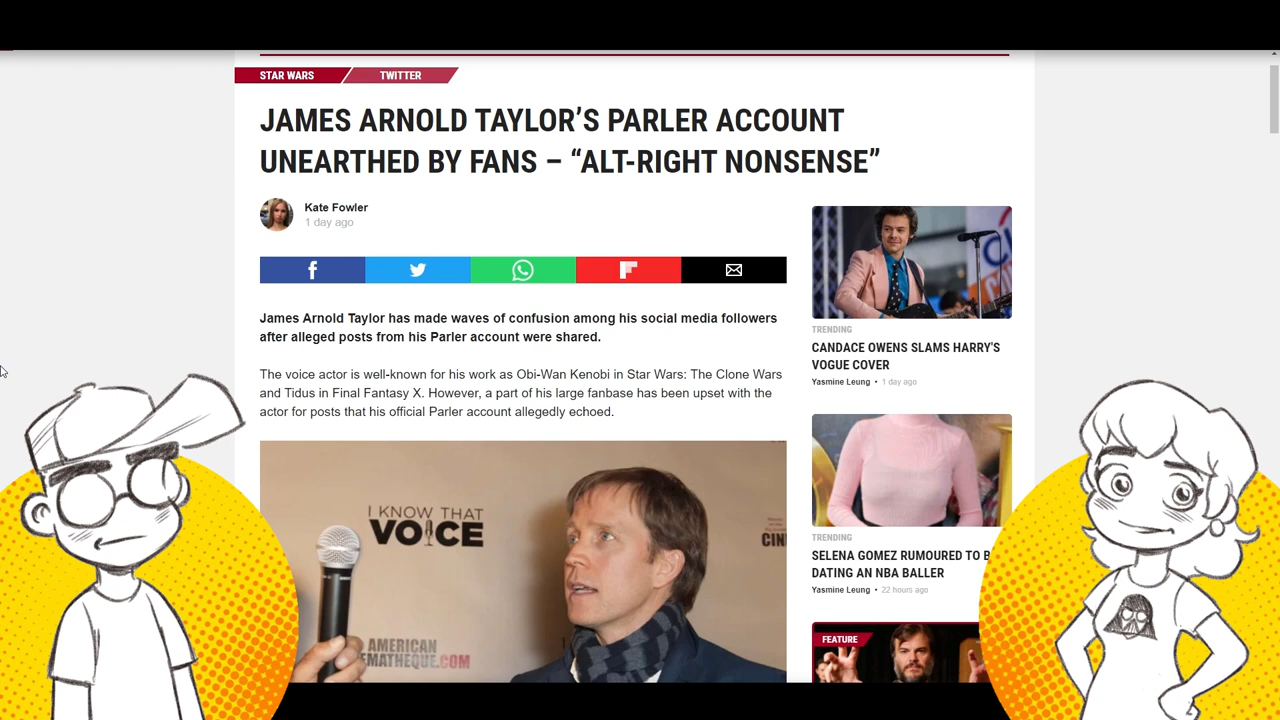 STAR WARS
TWITTER
JAMES ARNOLD TAYLOR’S PARLER ACCOUNT
UNEARTHED BY FANS – “ALT-RIGHT NONSENSE”
Kate Fowler
1 day ago
James Arnold Taylor has made waves of confusion among his social media followers
after alleged posts from his Parler account were shared.
The voice actor is well-known for his work as Obi-Wan Kenobi in Star Wars: The Clone Wars
and Tidus in Final Fantasy X. However, a part of his large fanbase has been upset with the
actor for posts that his official Parler account allegedly echoed.
I KNOW THAT
VOICE
AMERICAN
EMATHEQUE.COM
CIN
TRENDING
CANDACE OWENS SLAMS HARRY'S
VOGUE COVER
Yasmine Leung • 1 day ago
TRENDING
SELENA GOMEZ RUMOURED TO B
DATING AN NBA BALLER
Yasmine Leung • 22 hours ago
FEATURE